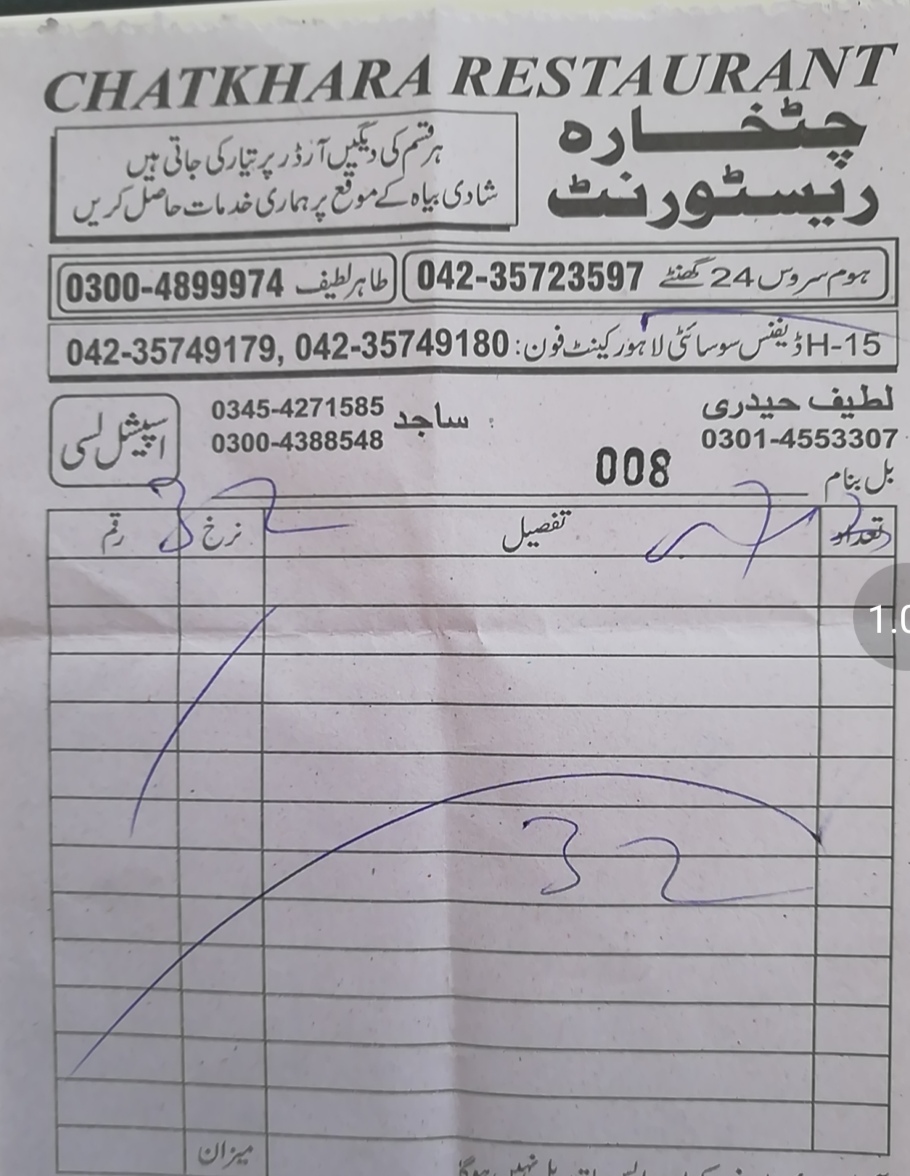 CHATKHARA RESTAURANT
چٹخارہ
ریسٹورنٹ
ہر قسم کی دیگیں آرڈر پر تیار کی جاتی ہیں
شادی بیاہ کے موقع پر ہماری خدمات حاصل کریں
ہوم سروس 24 گھنٹے 042-35723597
طاہر لطیف 0300-4899974
H-15 ڈیفنس سوسائٹی لاہور کینٹ فون: 042-35749179, 042-35749180
لطیف حیدری
0301-4553307
ساجد : 0345-4271585
0300-4388548
اسپیشل لسی
008
بل بنام
32
تعداد تفصیل نرخ رقم
32
میزان
1.0